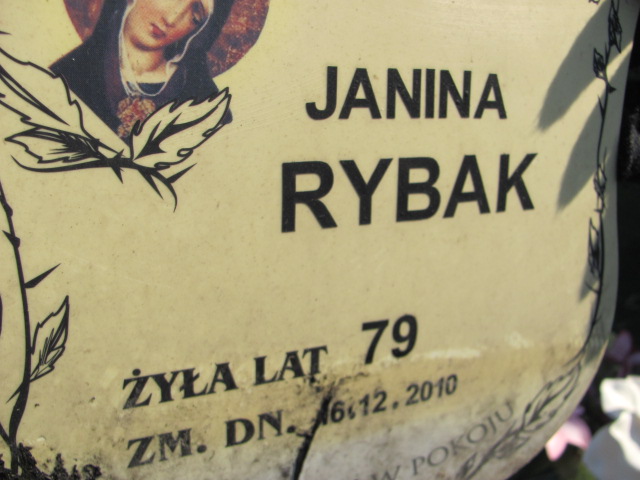 JANINA
RYBAK
ŻYŁA LAT 79
ZM. DN. 16.12.2010
W POKOJU